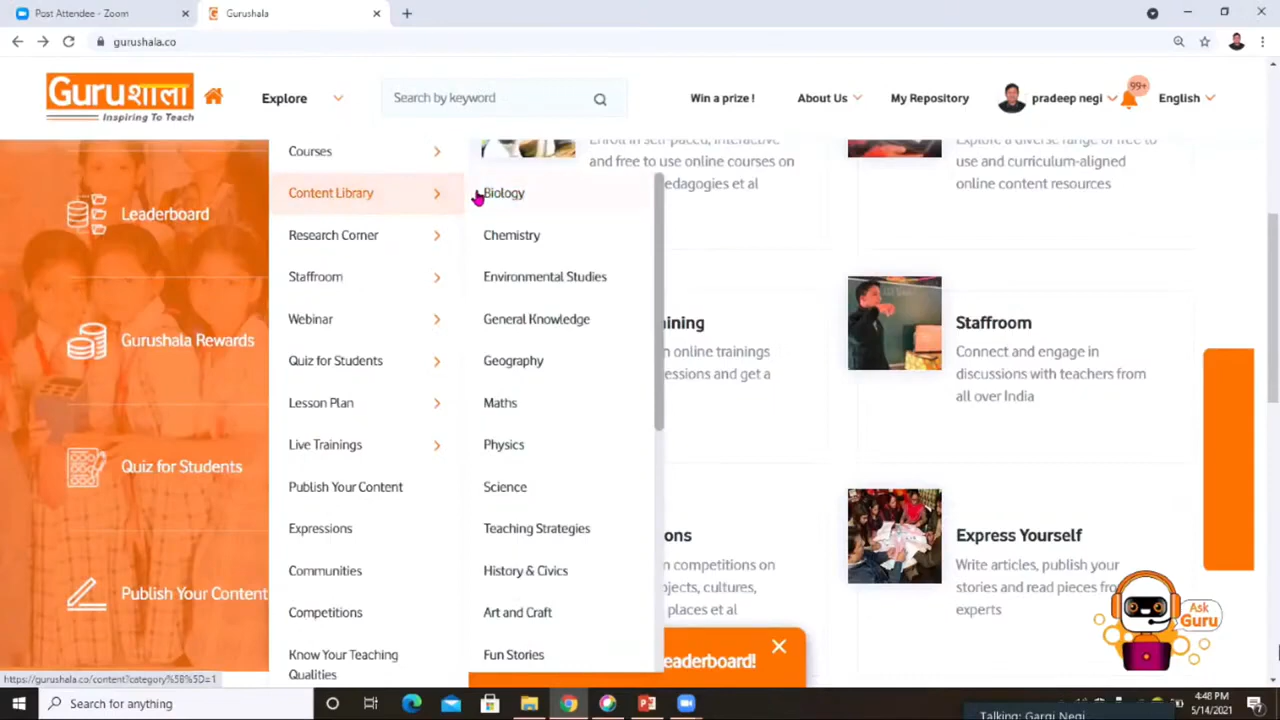 Post Attendee - Zoom
Gurushala
gurushala.co
Guruशाला
Inspiring To Teach
Explore
Search by keyword
Win a prize !
About Us
My Repository
pradeep negi
99+
English
Leaderboard
Gurushala Rewards
Quiz for Students
Publish Your Content
Courses
Content Library
Research Corner
Staffroom
Webinar
Quiz for Students
Lesson Plan
Live Trainings
Publish Your Content
Expressions
Communities
Competitions
Know Your Teaching
Qualities
Biology
Chemistry
Environmental Studies
General Knowledge
Geography
Maths
Physics
Science
Teaching Strategies
History & Civics
Art and Craft
Fun Stories
Enroll in self-paced, interactive
and free to use online courses on
edagogies et al
Explore a diverse range of free to
use and curriculum-aligned
online content resources
ining
n online trainings
essions and get a
Staffroom
Connect and engage in
discussions with teachers from
all over India
ons
n competitions on
jects, cultures,
places et al
Express Yourself
Write articles, publish your
stories and read pieces fro
experts
eaderboard!
Ask
Guru
https://gurushala.co/content?category%5B%5D=1
Search for anything
4:48 PM
5/14/2021
Talking: Gargi Negi